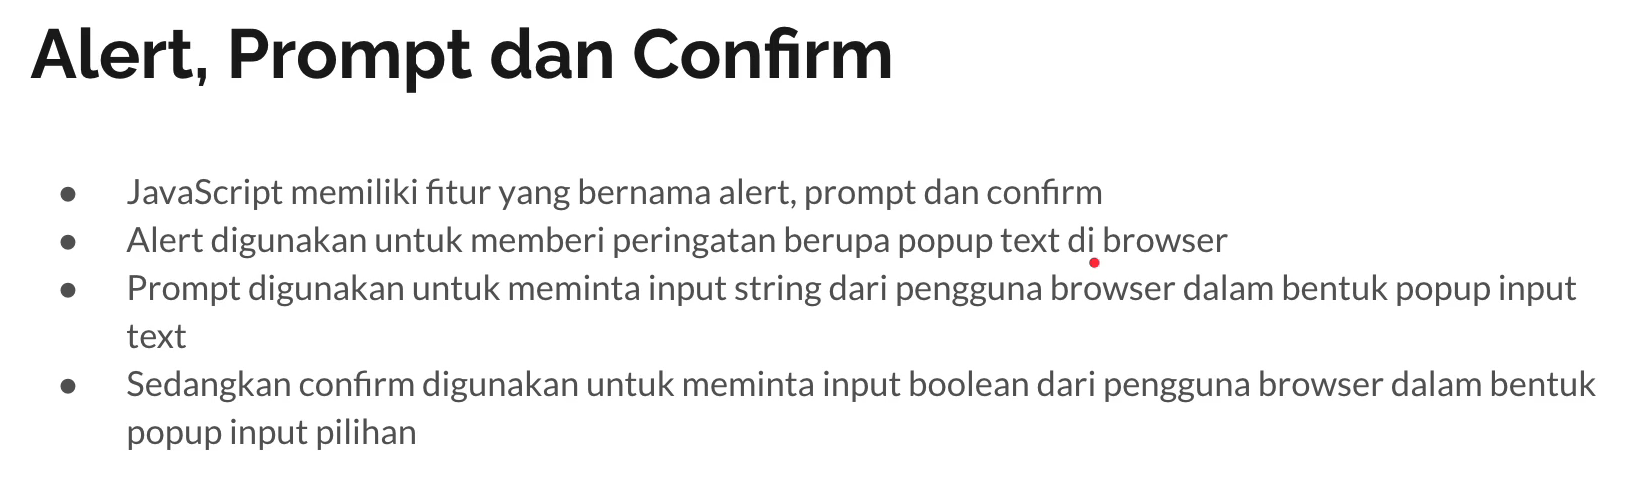 Alert, Prompt dan Confirm
● JavaScript memiliki fitur yang bernama alert, prompt dan confirm
● Alert digunakan untuk memberi peringatan berupa popup text di browser
● Prompt digunakan untuk meminta input string dari pengguna browser dalam bentuk popup input
text
● Sedangkan confirm digunakan untuk meminta input boolean dari pengguna browser dalam bentuk
popup input pilihan